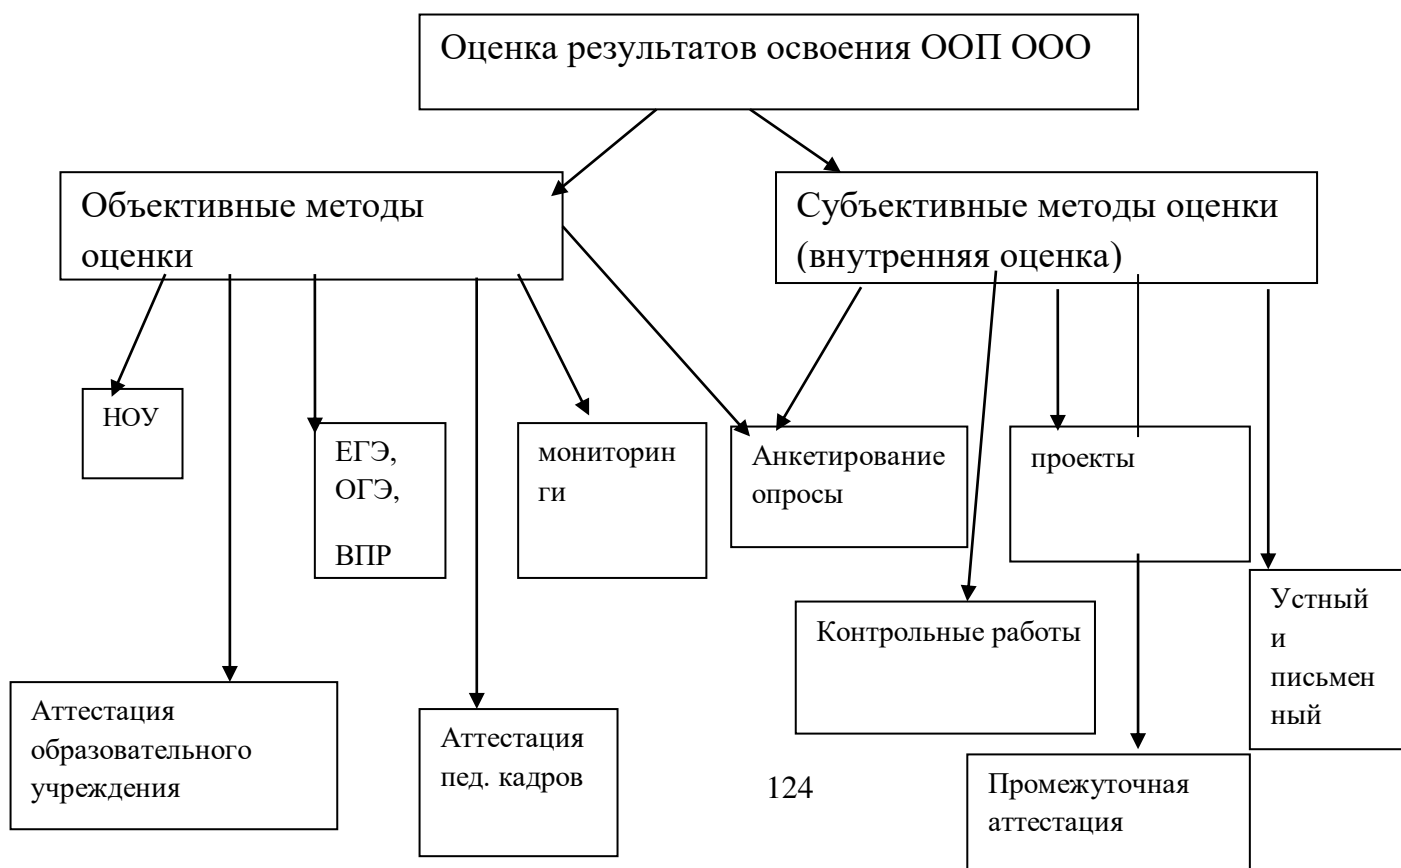 Оценка результатов освоения ООП ООО
Объективные методы
оценки
Субъективные методы оценки
(внутренняя оценка)
НОУ
ЕГЭ,
ОГЭ,
ВПР
мониторин
ги
Анкетирование
опросы
проекты
Контрольные работы
Устный
и
письмен
ный
Аттестация
образовательного
учреждения
Аттестация
пед. кадров
124
Промежуточная
аттестация